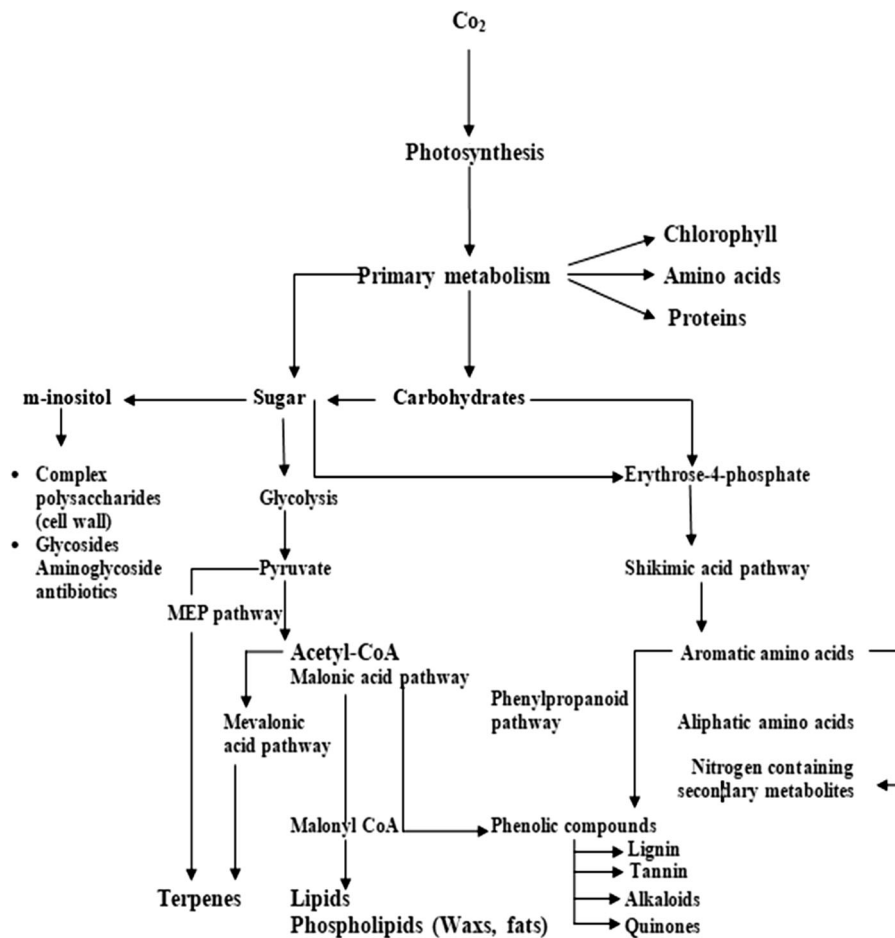 Co₂
Photosynthesis
Chlorophyll
Primary metabolism
Amino acids
Proteins
m-inositol
Sugar
Carbohydrates
• Complex
polysaccharides
(cell wall)
• Glycosides
Aminoglycoside
antibiotics
Glycolysis
Erythrose-4-phosphate
Pyruvate
Shikimic acid pathway
MEP pathway
Acetyl-CoA
Malonic acid pathway
Aromatic amino acids
Phenylpropanoid
pathway
Mevalonic
acid pathway
Aliphatic amino acids
Nitrogen containing
secondary metabolites
Malonyl CoA
Phenolic compounds
Lignin
Tannin
Alkaloids
Quinones
Terpenes
Lipids
Phospholipids (Waxs, fats)